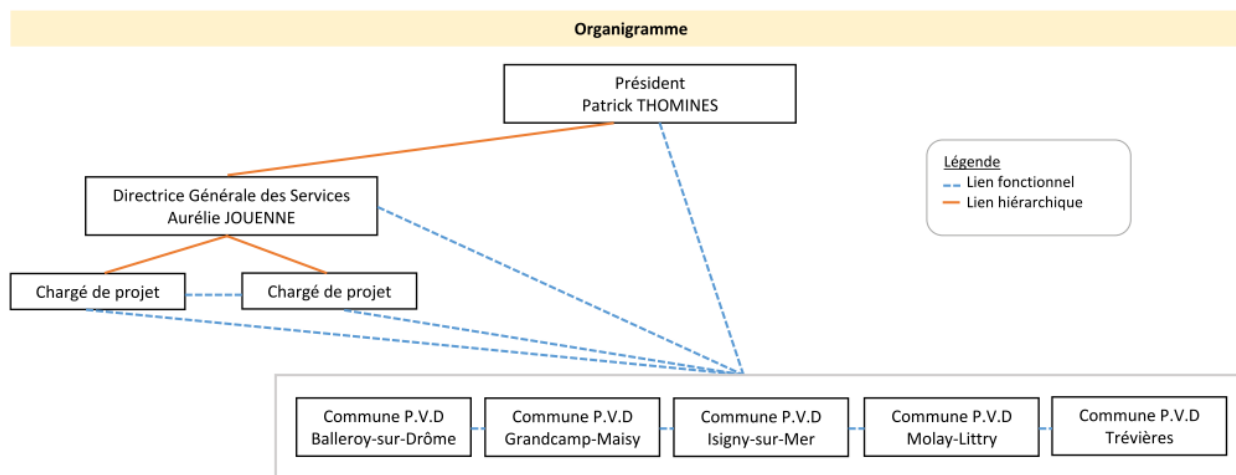 Organigramme
Président
Patrick THOMINES
Légende
Lien fonctionnel
Lien hiérarchique
Directrice Générale des Services
Aurélie JOUENNE
Chargé de projet
Chargé de projet
Commune P.V.D
Balleroy-sur-Drôme
Commune P.V.D
Grandcamp-Maisy
Commune P.V.D
Isigny-sur-Mer
Commune P.V.D
Molay-Littry
Commune P.V.D
Trévières